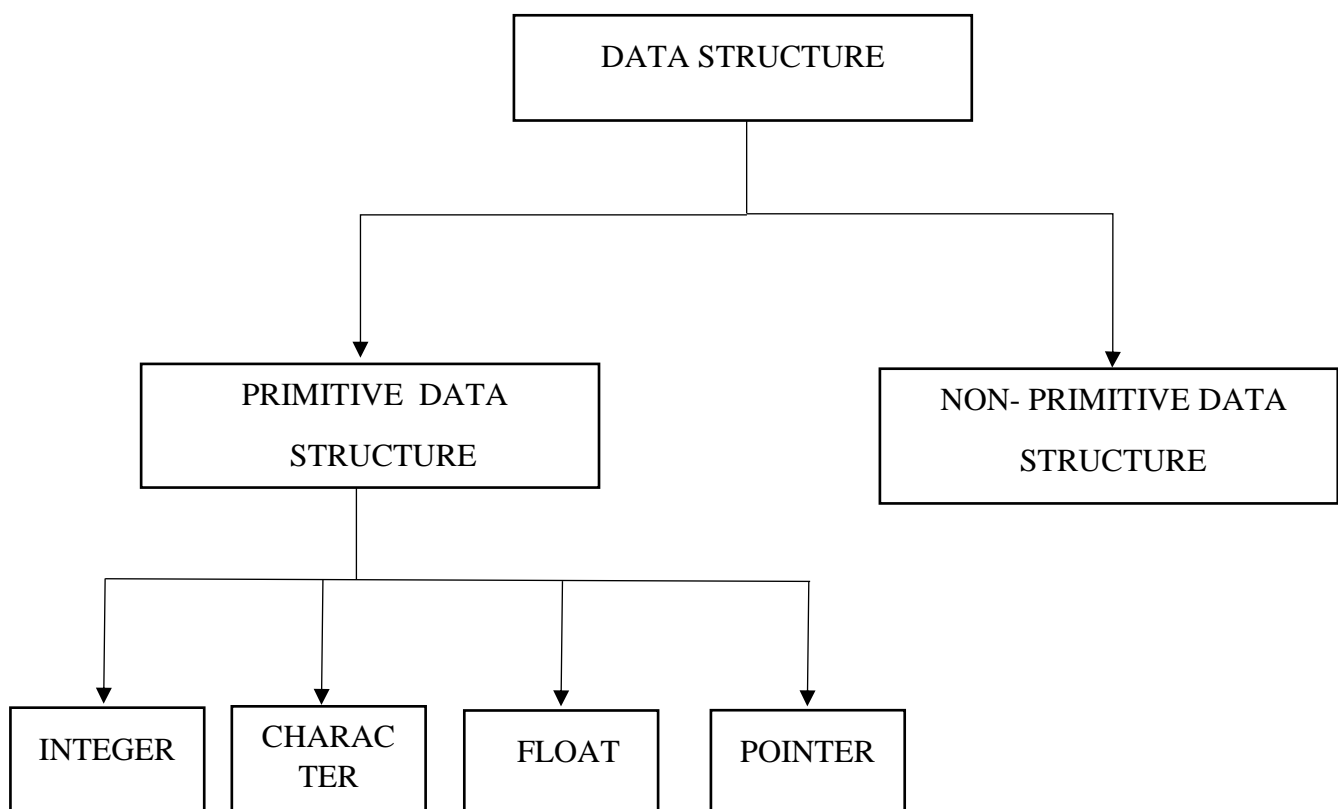 DATA STRUCTURE
PRIMITIVE DATA
STRUCTURE
NON- PRIMITIVE DATA
STRUCTURE
INTEGER
CHARAC
TER
FLOAT
POINTER